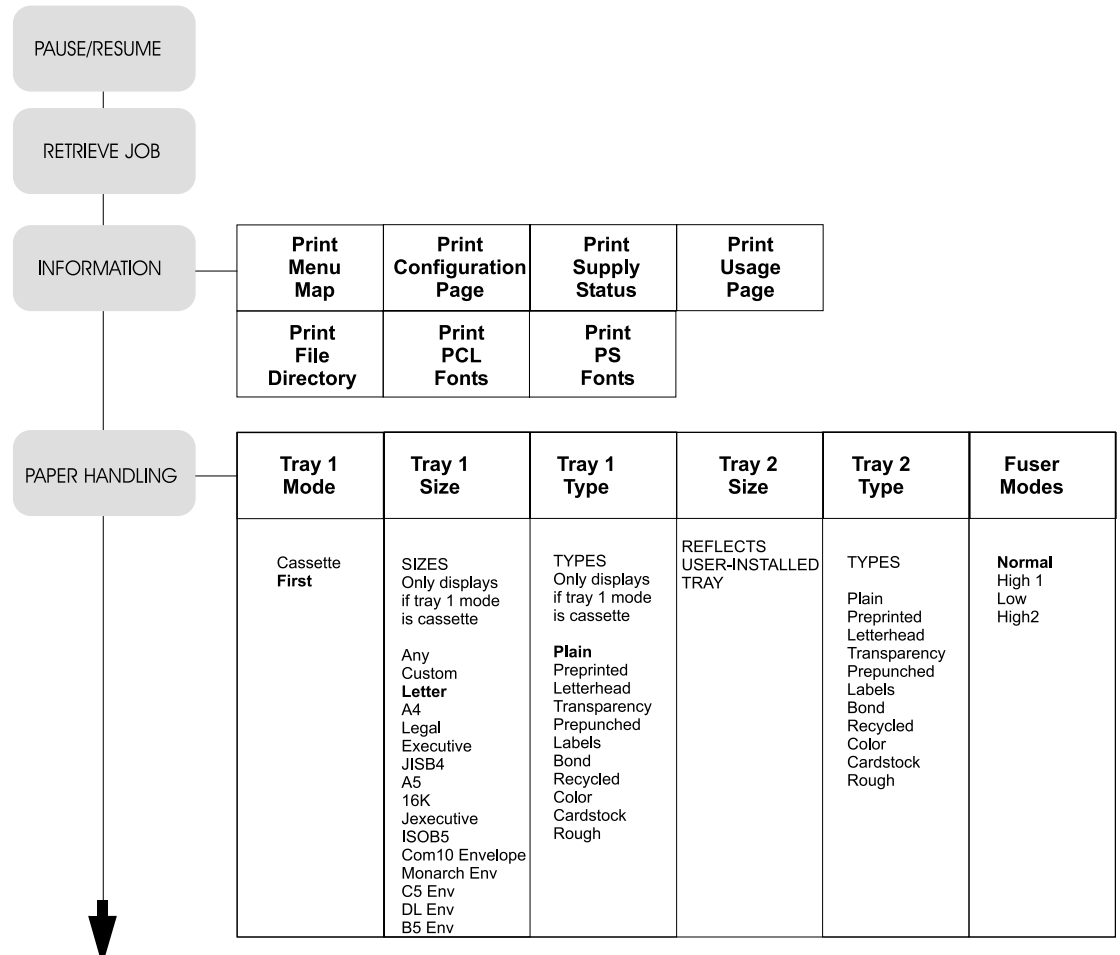 PAUSE/RESUME
RETRIEVE JOB
INFORMATION
Print
Menu
Map
Print
Configuration
Page
Print
Supply
Status
Print
Usage
Page
Print
File
Directory
Print
PCL
Fonts
Print
PS
Fonts
PAPER HANDLING
Tray 1
Mode
Cassette
First
Tray 1
Size
SIZES
Only displays
if tray 1 mode
is cassette
Any
Custom
Letter
A4
Legal
Executive
JISB4
A5
16K
Jexecutive
ISOB5
Com10 Envelope
Monarch Env
C5 Env
DL Env
B5 Env
Tray 1
Type
TYPES
Only displays
if tray 1 mode
is cassette
Plain
Preprinted
Letterhead
Transparency
Prepunched
Labels
Bond
Recycled
Color
Cardstock
Rough
Tray 2
Size
REFLECTS
USER-INSTALLED
TRAY
Tray 2
Type
TYPES
Plain
Preprinted
Letterhead
Transparency
Prepunched
Labels
Bond
Recycled
Color
Cardstock
Rough
Fuser
Modes
Normal
High 1
Low
High2